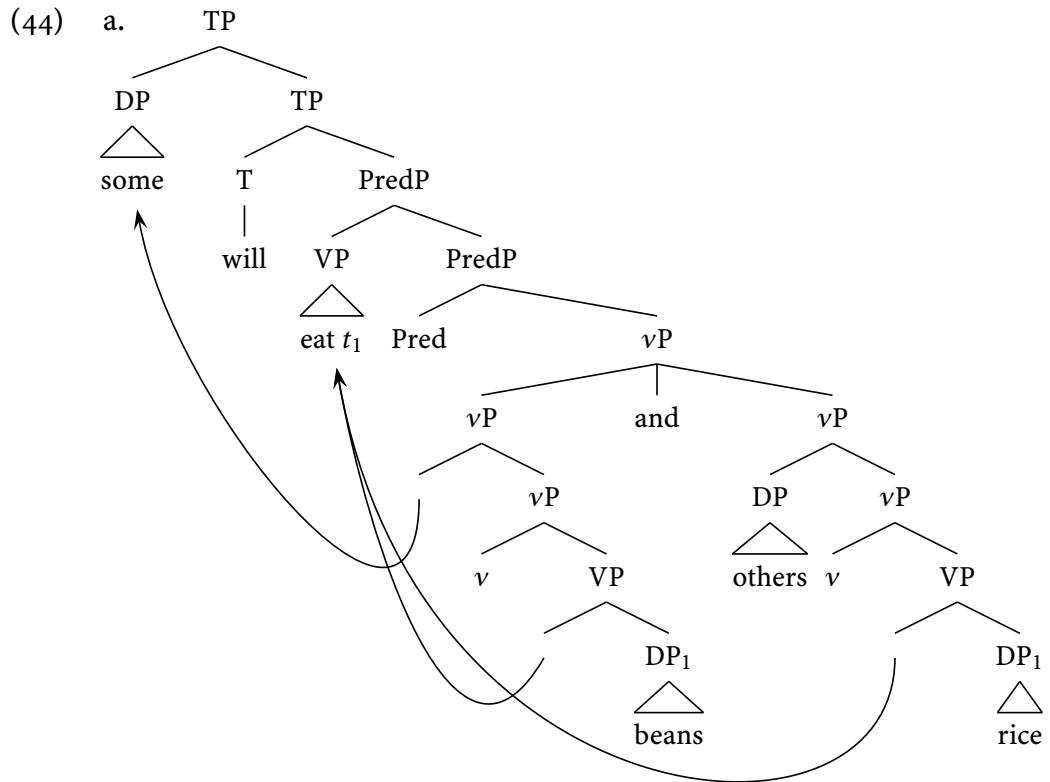 (44) a. TP
DP TP
some T PredP
will VP PredP
eat t₁ Pred vP
vP and vP
vP DP vP
v VP others v VP
DP₁ DP₁
beans rice